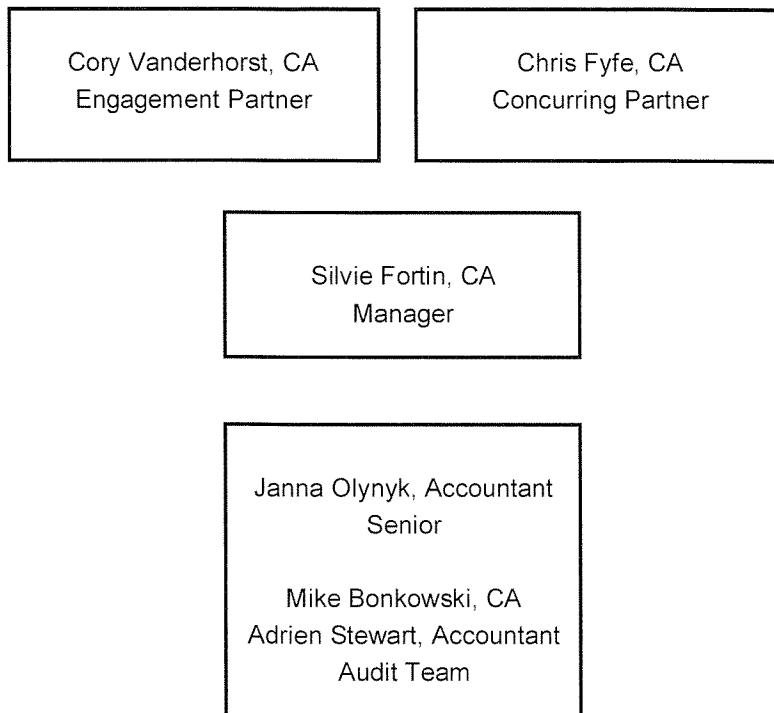 Cory Vanderhorst, CA
Engagement Partner
Chris Fyfe, CA
Concurring Partner
Silvie Fortin, CA
Manager
Janna Olynyk, Accountant
Senior
Mike Bonkowski, CA
Adrien Stewart, Accountant
Audit Team